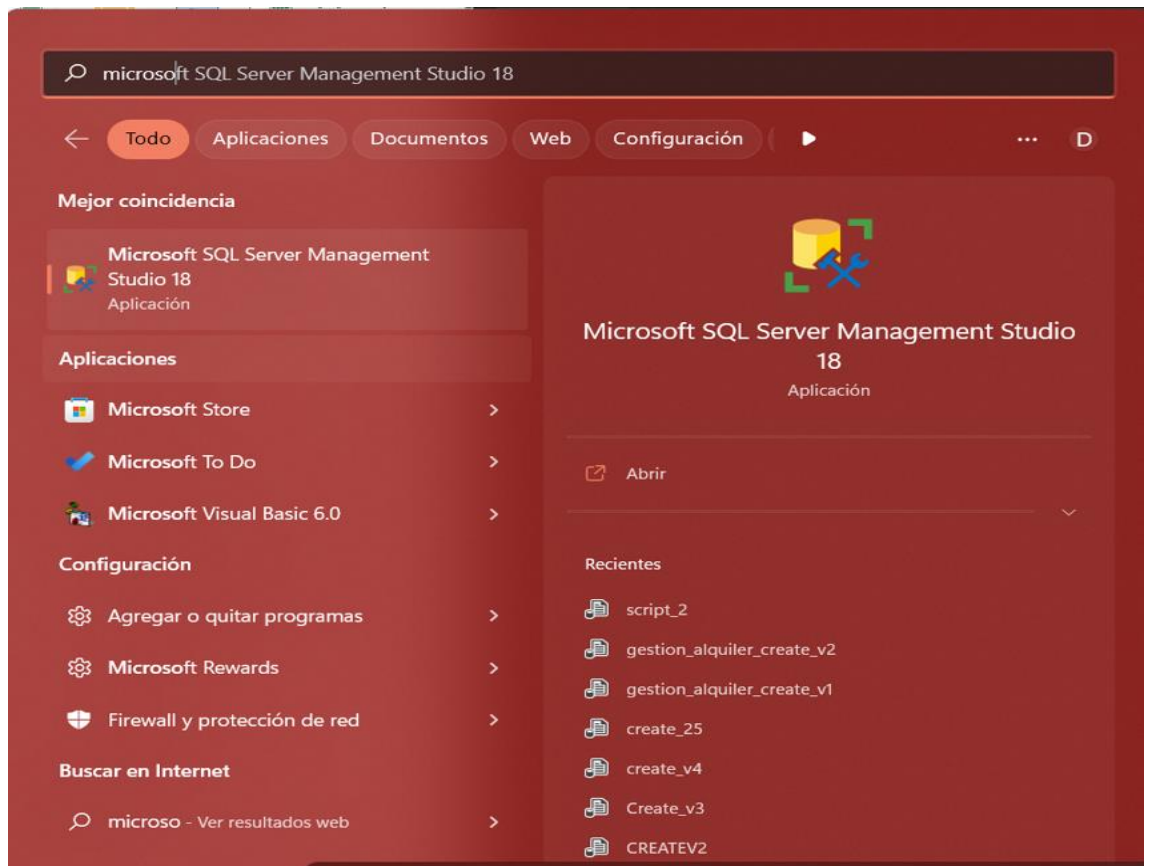 microsoft SQL Server Management Studio 18
Todo Aplicaciones Documentos Web Configuración ... D
Mejor coincidencia
Microsoft SQL Server Management
Studio 18
Aplicación
Aplicaciones
Microsoft Store
Microsoft To Do
Microsoft Visual Basic 6.0
Configuración
Agregar o quitar programas
Microsoft Rewards
Firewall y protección de red
Buscar en Internet
microso - Ver resultados web
Microsoft SQL Server Management Studio
18
Aplicación
Abrir
Recientes
script_2
gestion_alquiler_create_v2
gestion_alquiler_create_v1
create_25
create_v4
Create_v3
CREATEV2